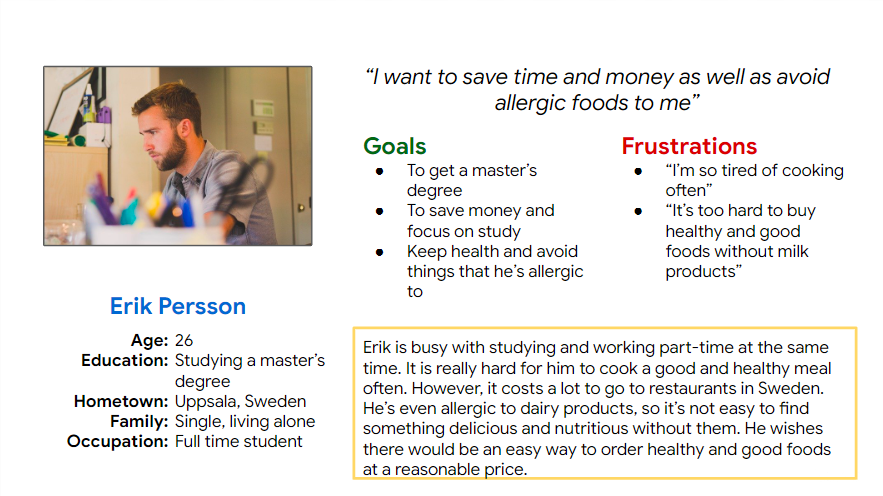 “I want to save time and money as well as avoid
allergic foods to me”
Goals
● To get a master’s
degree
● To save money and
focus on study
● Keep health and avoid
things that he’s allergic
to
Frustrations
● “I’m so tired of cooking
often”
● “It’s too hard to buy
healthy and good
foods without milk
products”
Erik Persson
Age: 26
Education: Studying a master’s
degree
Hometown: Uppsala, Sweden
Family: Single, living alone
Occupation: Full time student
Erik is busy with studying and working part-time at the same
time. It is really hard for him to cook a good and healthy meal
often. However, it costs a lot to go to restaurants in Sweden.
He’s even allergic to dairy products, so it’s not easy to find
something delicious and nutritious without them. He wishes
there would be an easy way to order healthy and good foods
at a reasonable price.